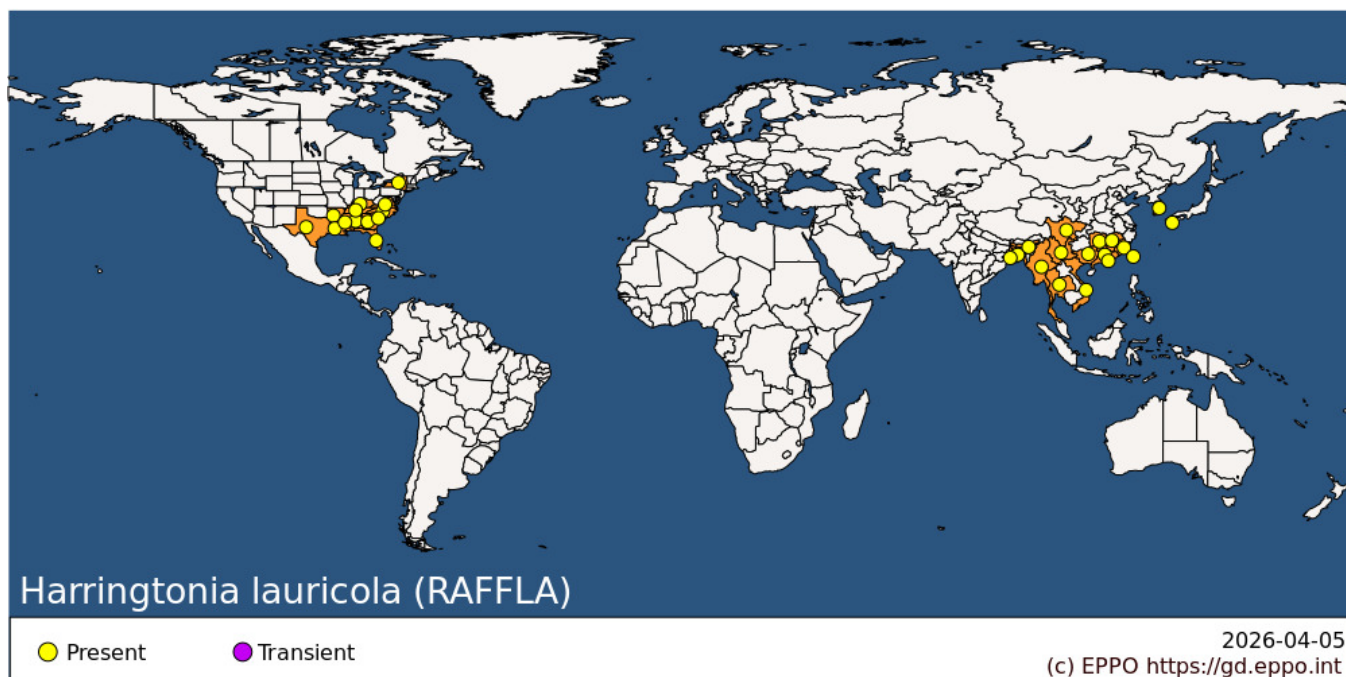 Harringtonia lauricola (RAFFLA)
Present
Transient
2026-04-05
(c) EPPO https://gd.eppo.int